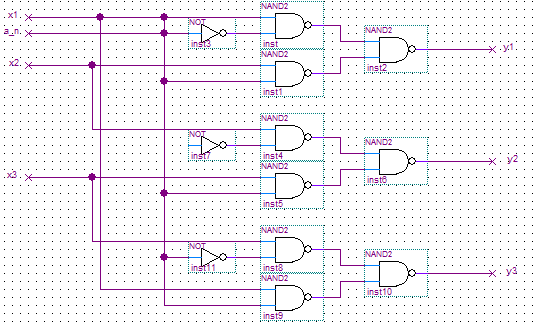 x1
a_n
x2
x3
NOT
inst3
NAND2
inst
NAND2
inst1
NAND2
inst2
y1
NOT
inst7
NAND2
inst4
NAND2
inst5
NAND2
inst6
y2
NOT
inst11
NAND2
inst8
NAND2
inst9
NAND2
inst10
y3